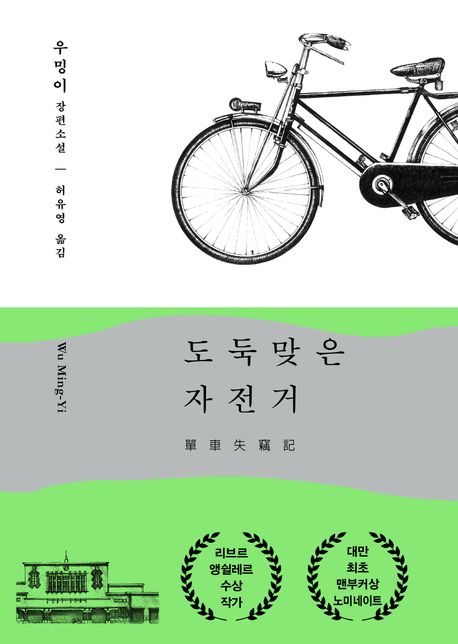 우밍이 장편소설 — 허유영 옮김
Wu Ming-Yi
도둑맞은
자전거
單車失竊記
리브르
앵쉴레르
수상
작가
대만
최초
맨부커상
노미네이트